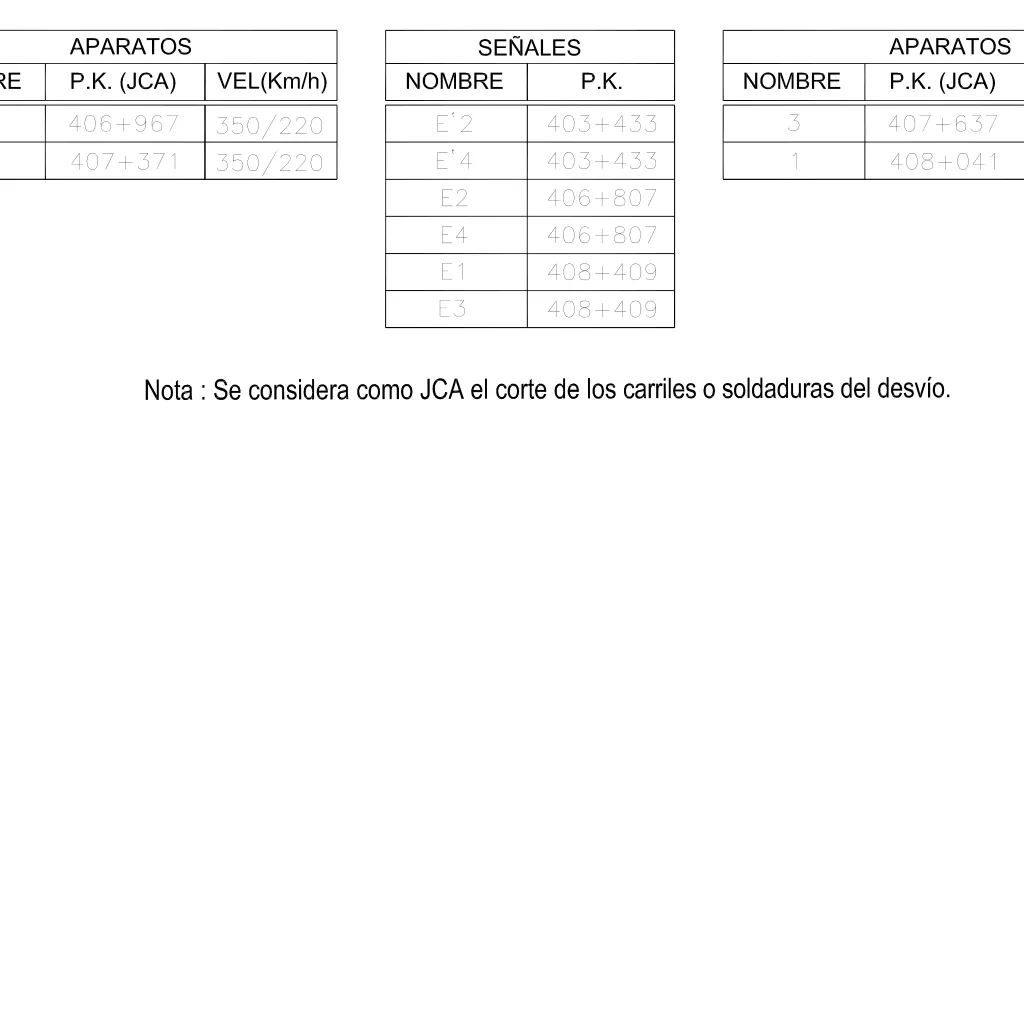 APARATOS SEÑALES APARATOS
RE P.K. (JCA) VEL(Km/h) NOMBRE P.K. NOMBRE P.K. (JCA)
406+967 350/220 E'2 403+433 3 407+637
407+371 350/220 E'4 403+433 1 408+041
E2 406+807
E4 406+807
E1 408+409
E3 408+409
Nota : Se considera como JCA el corte de los carriles o soldaduras del desvío.